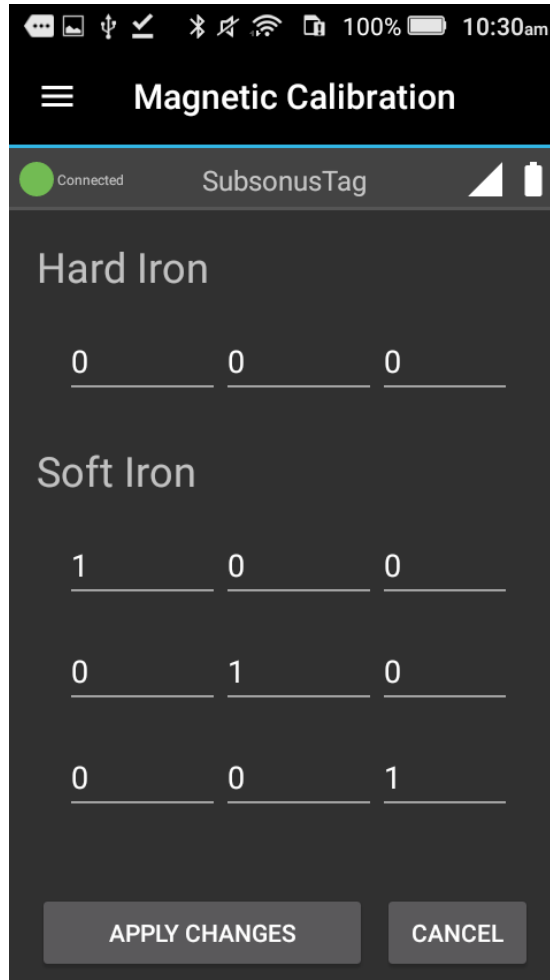 100% 10:30am
Magnetic Calibration
Connected SubsonusTag
Hard Iron
0 0 0
Soft Iron
1 0 0
0 1 0
0 0 1
APPLY CHANGES CANCEL